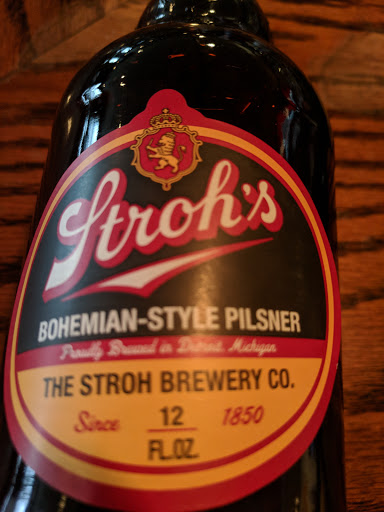 Stroh's
BOHEMIAN-STYLE PILSNER
Proudly Brewed in Detroit, Michigan
THE STROH BREWERY CO.
Since 12 1850
FL.OZ.